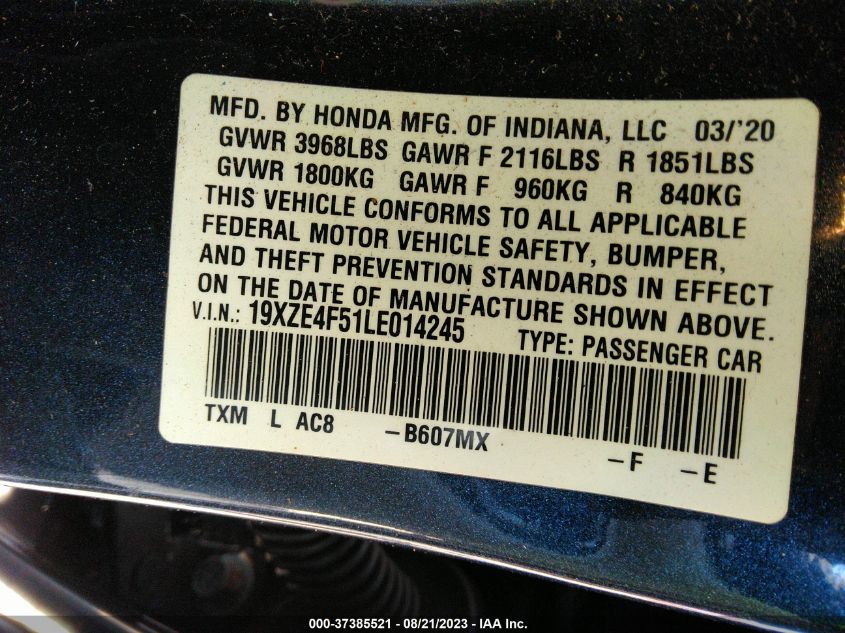 MFD. BY HONDA MFG. OF INDIANA, LLC 03/'20
GVWR 3968LBS GAWR F 2116LBS R 1851LBS
GVWR 1800KG GAWR F 960KG R 840KG
THIS VEHICLE CONFORMS TO ALL APPLICABLE
FEDERAL MOTOR VEHICLE SAFETY, BUMPER,
AND THEFT PREVENTION STANDARDS IN EFFECT
ON THE DATE OF MANUFACTURE SHOWN ABOVE.
V.I.N.: 19XZE4F51LE014245 TYPE: PASSENGER CAR
TXM L AC8 -B607MX -F -E
000-37385521 - 08/21/2023 - IAA Inc.